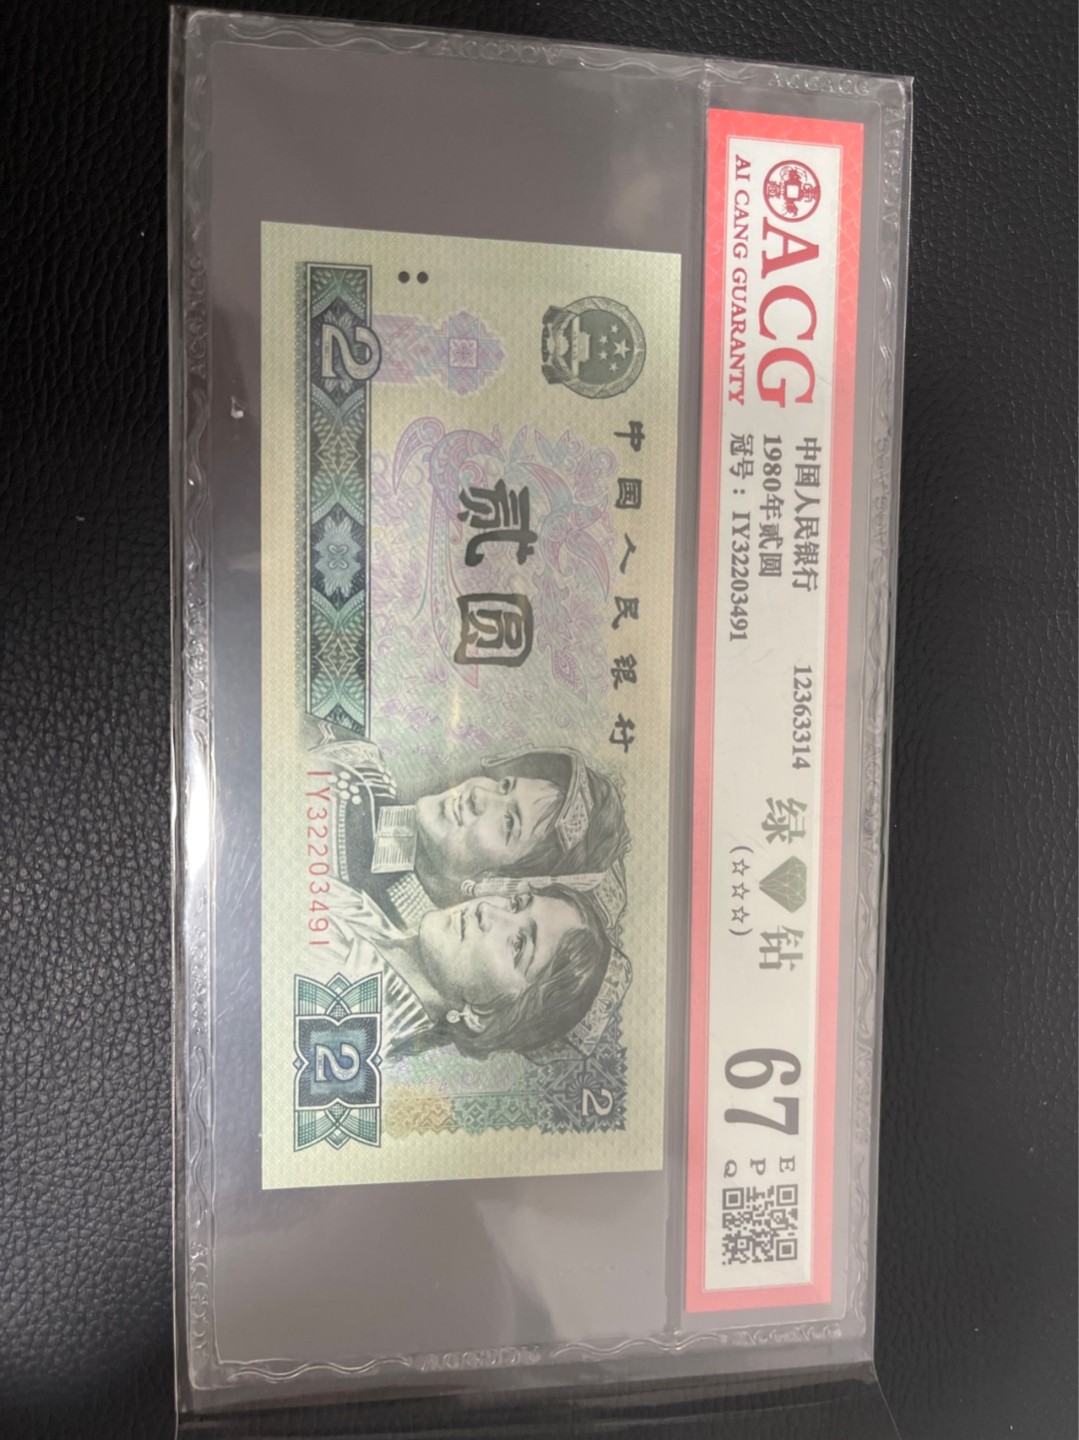 ACG
AI CANG GUARANTY
中国人民银行
1980年贰圆
冠号：IY32203491
12363314
绿 钻
(☆☆☆)
67
E
P
Q
中国人民银行
贰圆
2
IY32203491
2
2